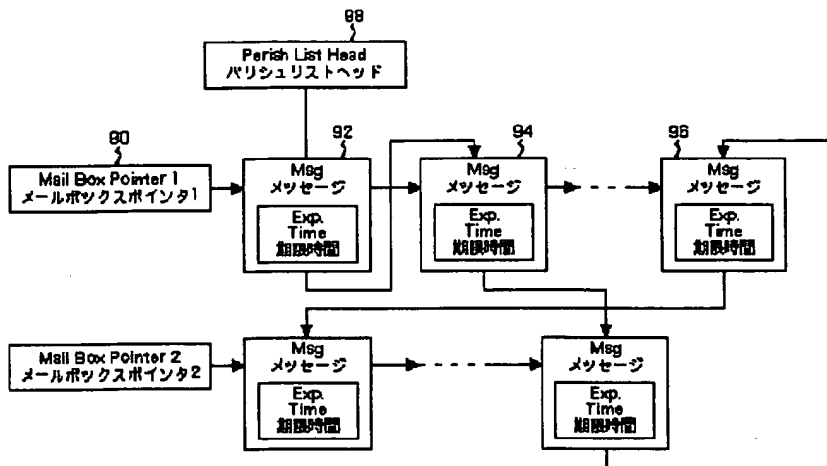 98
Perish List Head
パリシュリストヘッド
90
92
94
96
Mail Box Pointer 1
メールボックスポインタ1
Msg
メッセージ
Exp.
Time
期限時間
Msg
メッセージ
Exp.
Time
期限時間
Msg
メッセージ
Exp.
Time
期限時間
Mail Box Pointer 2
メールボックスポインタ2
Msg
メッセージ
Exp.
Time
期限時間
Msg
メッセージ
Exp.
Time
期限時間